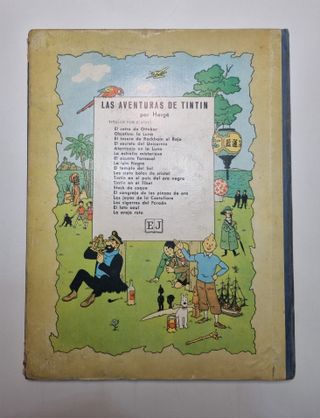 LAS AVENTURAS DE TINTIN
por Hergé
El cetro de Ottokar
Objetivo: la Luna
El tesoro de Rackham el Rojo
El secreto del Unicornio
Aterrizaje en la Luna
La estrella misteriosa
El asunto Tornasol
La isla Negra
El templo del Sol
Las siete bolas de cristal
Tintin en el país del oro negro
Tintin en el Tibet
Stock de coque
El cangrejo de las pinzas de oro
Las joyas de la Castafiore
Los cigarros del Faraón
El loto azul
La oreja rota
EJ